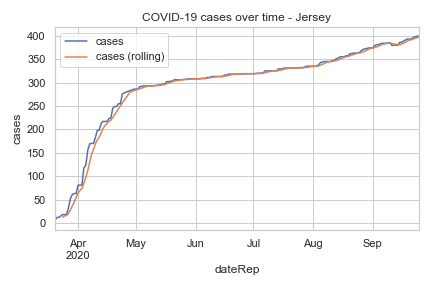 COVID-19 cases over time - Jersey
cases
cases (rolling)
400
350
300
250
200
150
100
50
0
cases
Apr
2020
May
Jun
Jul
Aug
Sep
dateRep